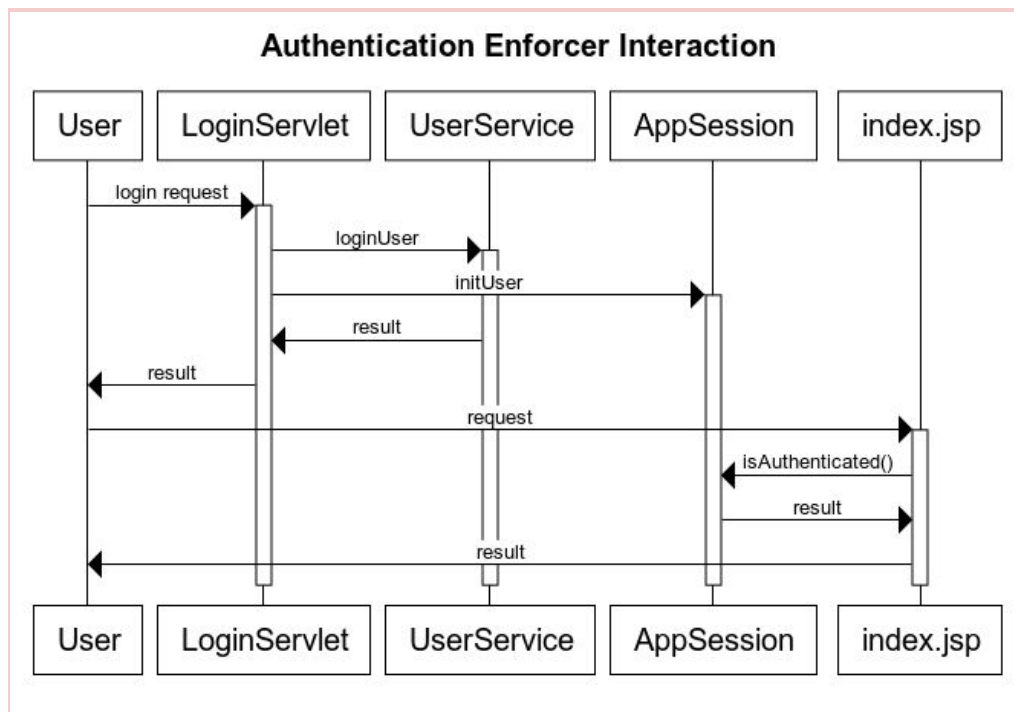 Authentication Enforcer Interaction
User
LoginServlet
UserService
AppSession
index.jsp
login request
loginUser
initUser
result
result
request
isAuthenticated()
result
result
User
LoginServlet
UserService
AppSession
index.jsp